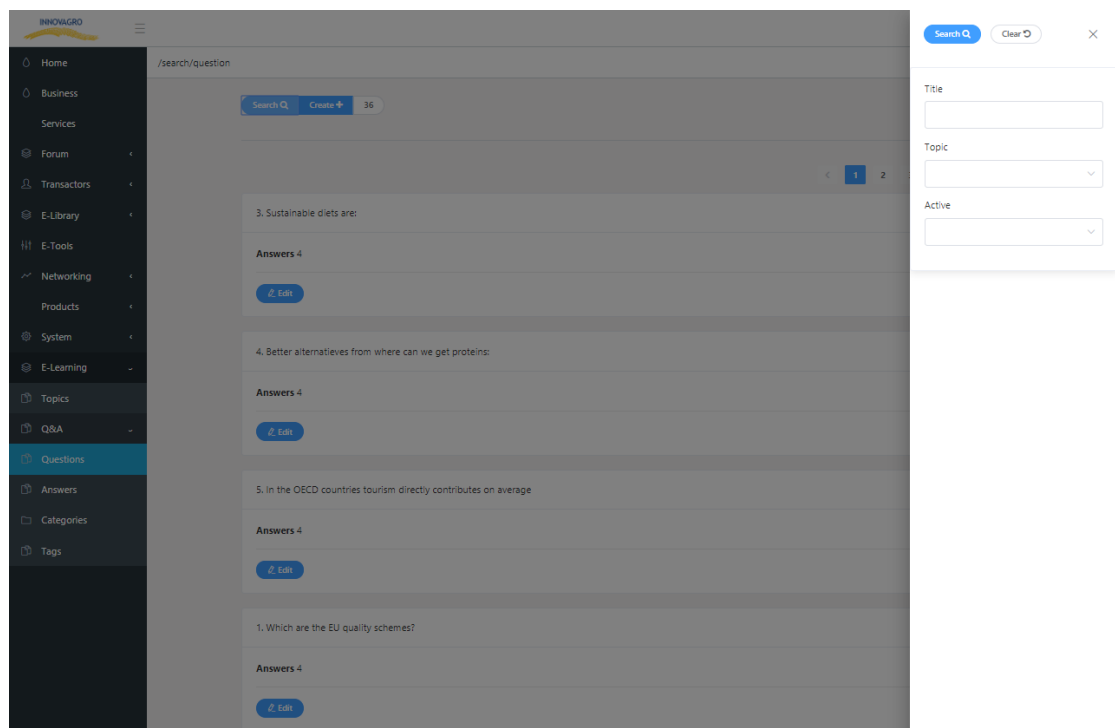 INNOVAGRO
Home
Business
Services
Forum
Transactors
E-Library
E-Tools
Networking
Products
System
E-Learning
Topics
Q&A
Questions
Answers
Categories
Tags
/search/question
Search Create + 36
1 2
3. Sustainable diets are:
Answers 4
Edit
4. Better alternatieves from where can we get proteins:
Answers 4
Edit
5. In the OECD countries tourism directly contributes on average
Answers 4
Edit
1. Which are the EU quality schemes?
Answers 4
Edit
Search Clear
Title
Topic
Active